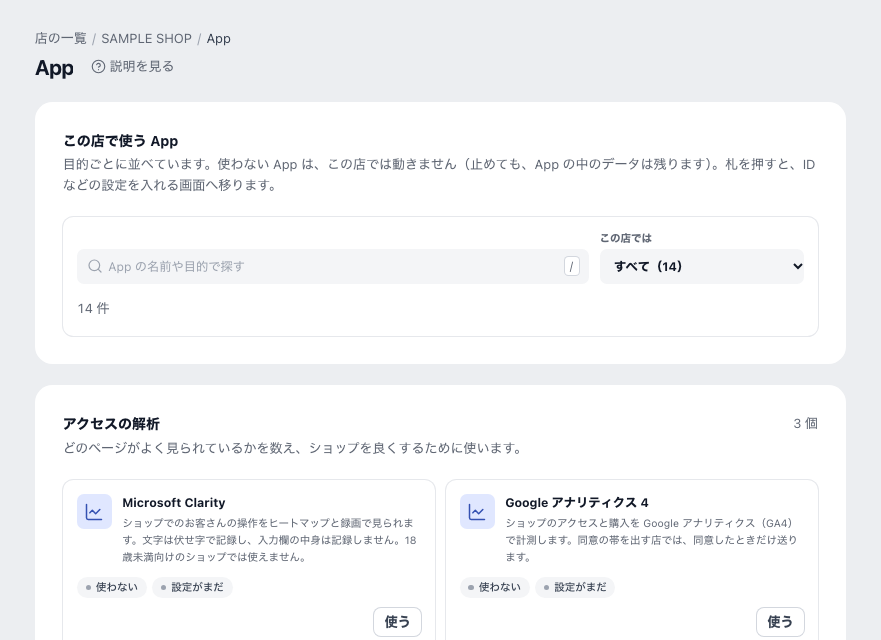 店の一覧 / SAMPLE SHOP / App
App
説明を見る
この店で使う App
目的ごとに並べています。使わない App は、この店では動きません（止めても、App の中のデータは残ります）。札を押すと、ID
などの設定を入れる画面へ移ります。
この店では
App の名前や目的で探す
/
すべて（14）
14 件
アクセスの解析
3 個
どのページがよく見られているかを数え、ショップを良くするために使います。
Microsoft Clarity
ショップでのお客さんの操作をヒートマップと録画で見られま
す。文字は伏せ字で記録し、入力欄の中身は記録しません。18
歳未満向けのショップでは使えません。
使わない
設定がまだ
使う
Google アナリティクス 4
ショップのアクセスと購入を Google アナリティクス（GA4）
で計測します。同意の帯を出す店では、同意したときだけ送り
ます。
使わない
設定がまだ
使う